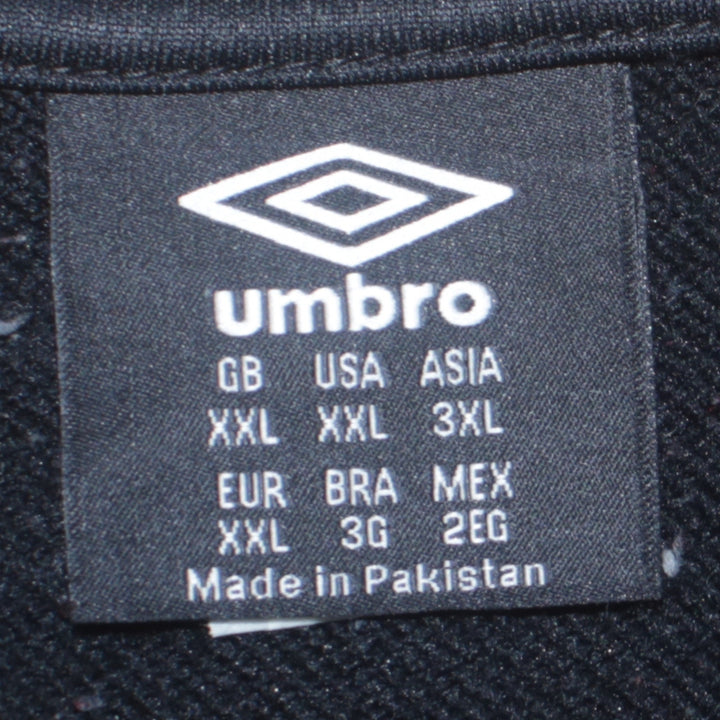 umbro
GB USA ASIA
XXL XXL 3XL
EUR BRA MEX
XXL 3G 2EG
Made in Pakistan